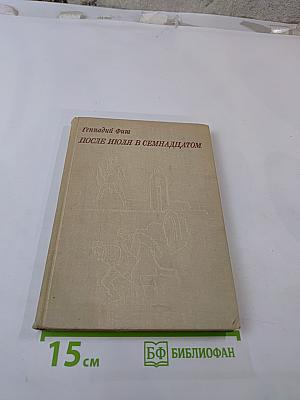 Геннадий Фиш
ПОСЛЕ ИЮЛЯ В СЕМНАДЦАТОМ
15 см
БФ БИБЛИОФАН